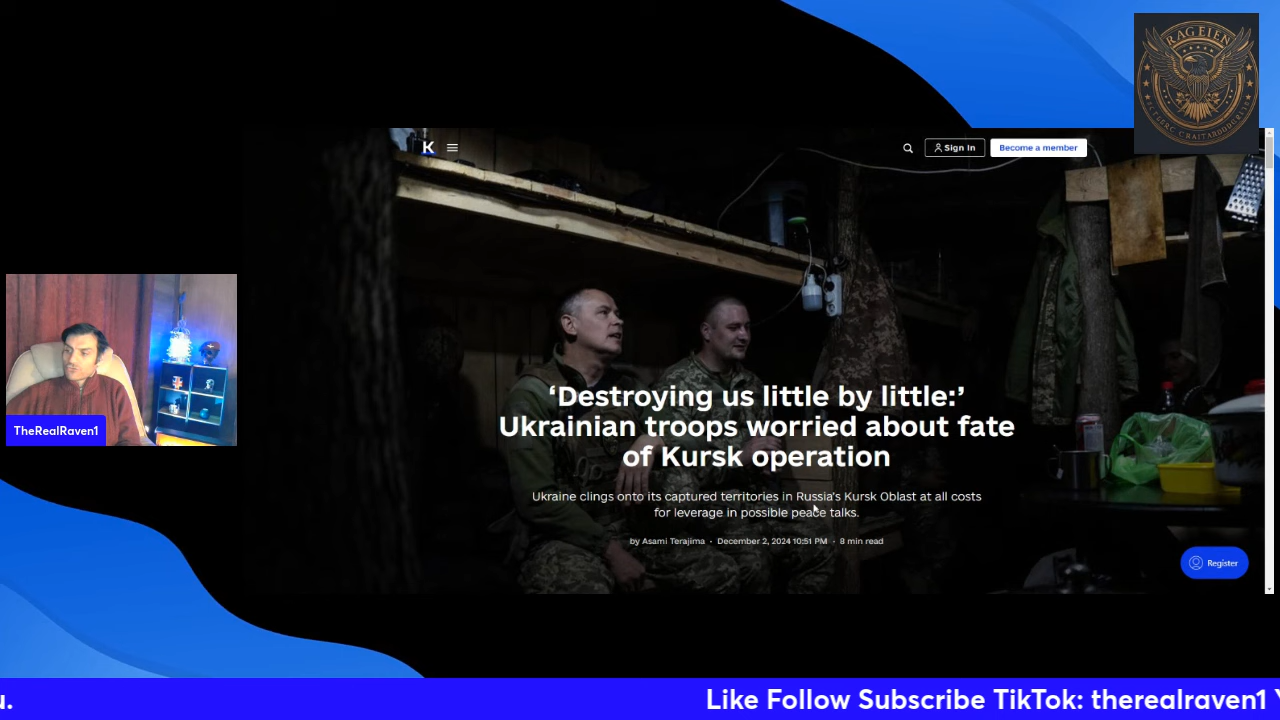 RAGEIEN
K
Sign In
Become a member
‘Destroying us little by little:’
Ukrainian troops worried about fate
of Kursk operation
Ukraine clings onto its captured territories in Russia's Kursk Oblast at all costs
for leverage in possible peace talks.
by Asami Terajima · December 2, 2024 10:51 PM · 8 min read
TheRealRaven1
Register
u.
Like Follow Subscribe TikTok: therealraven1 Y